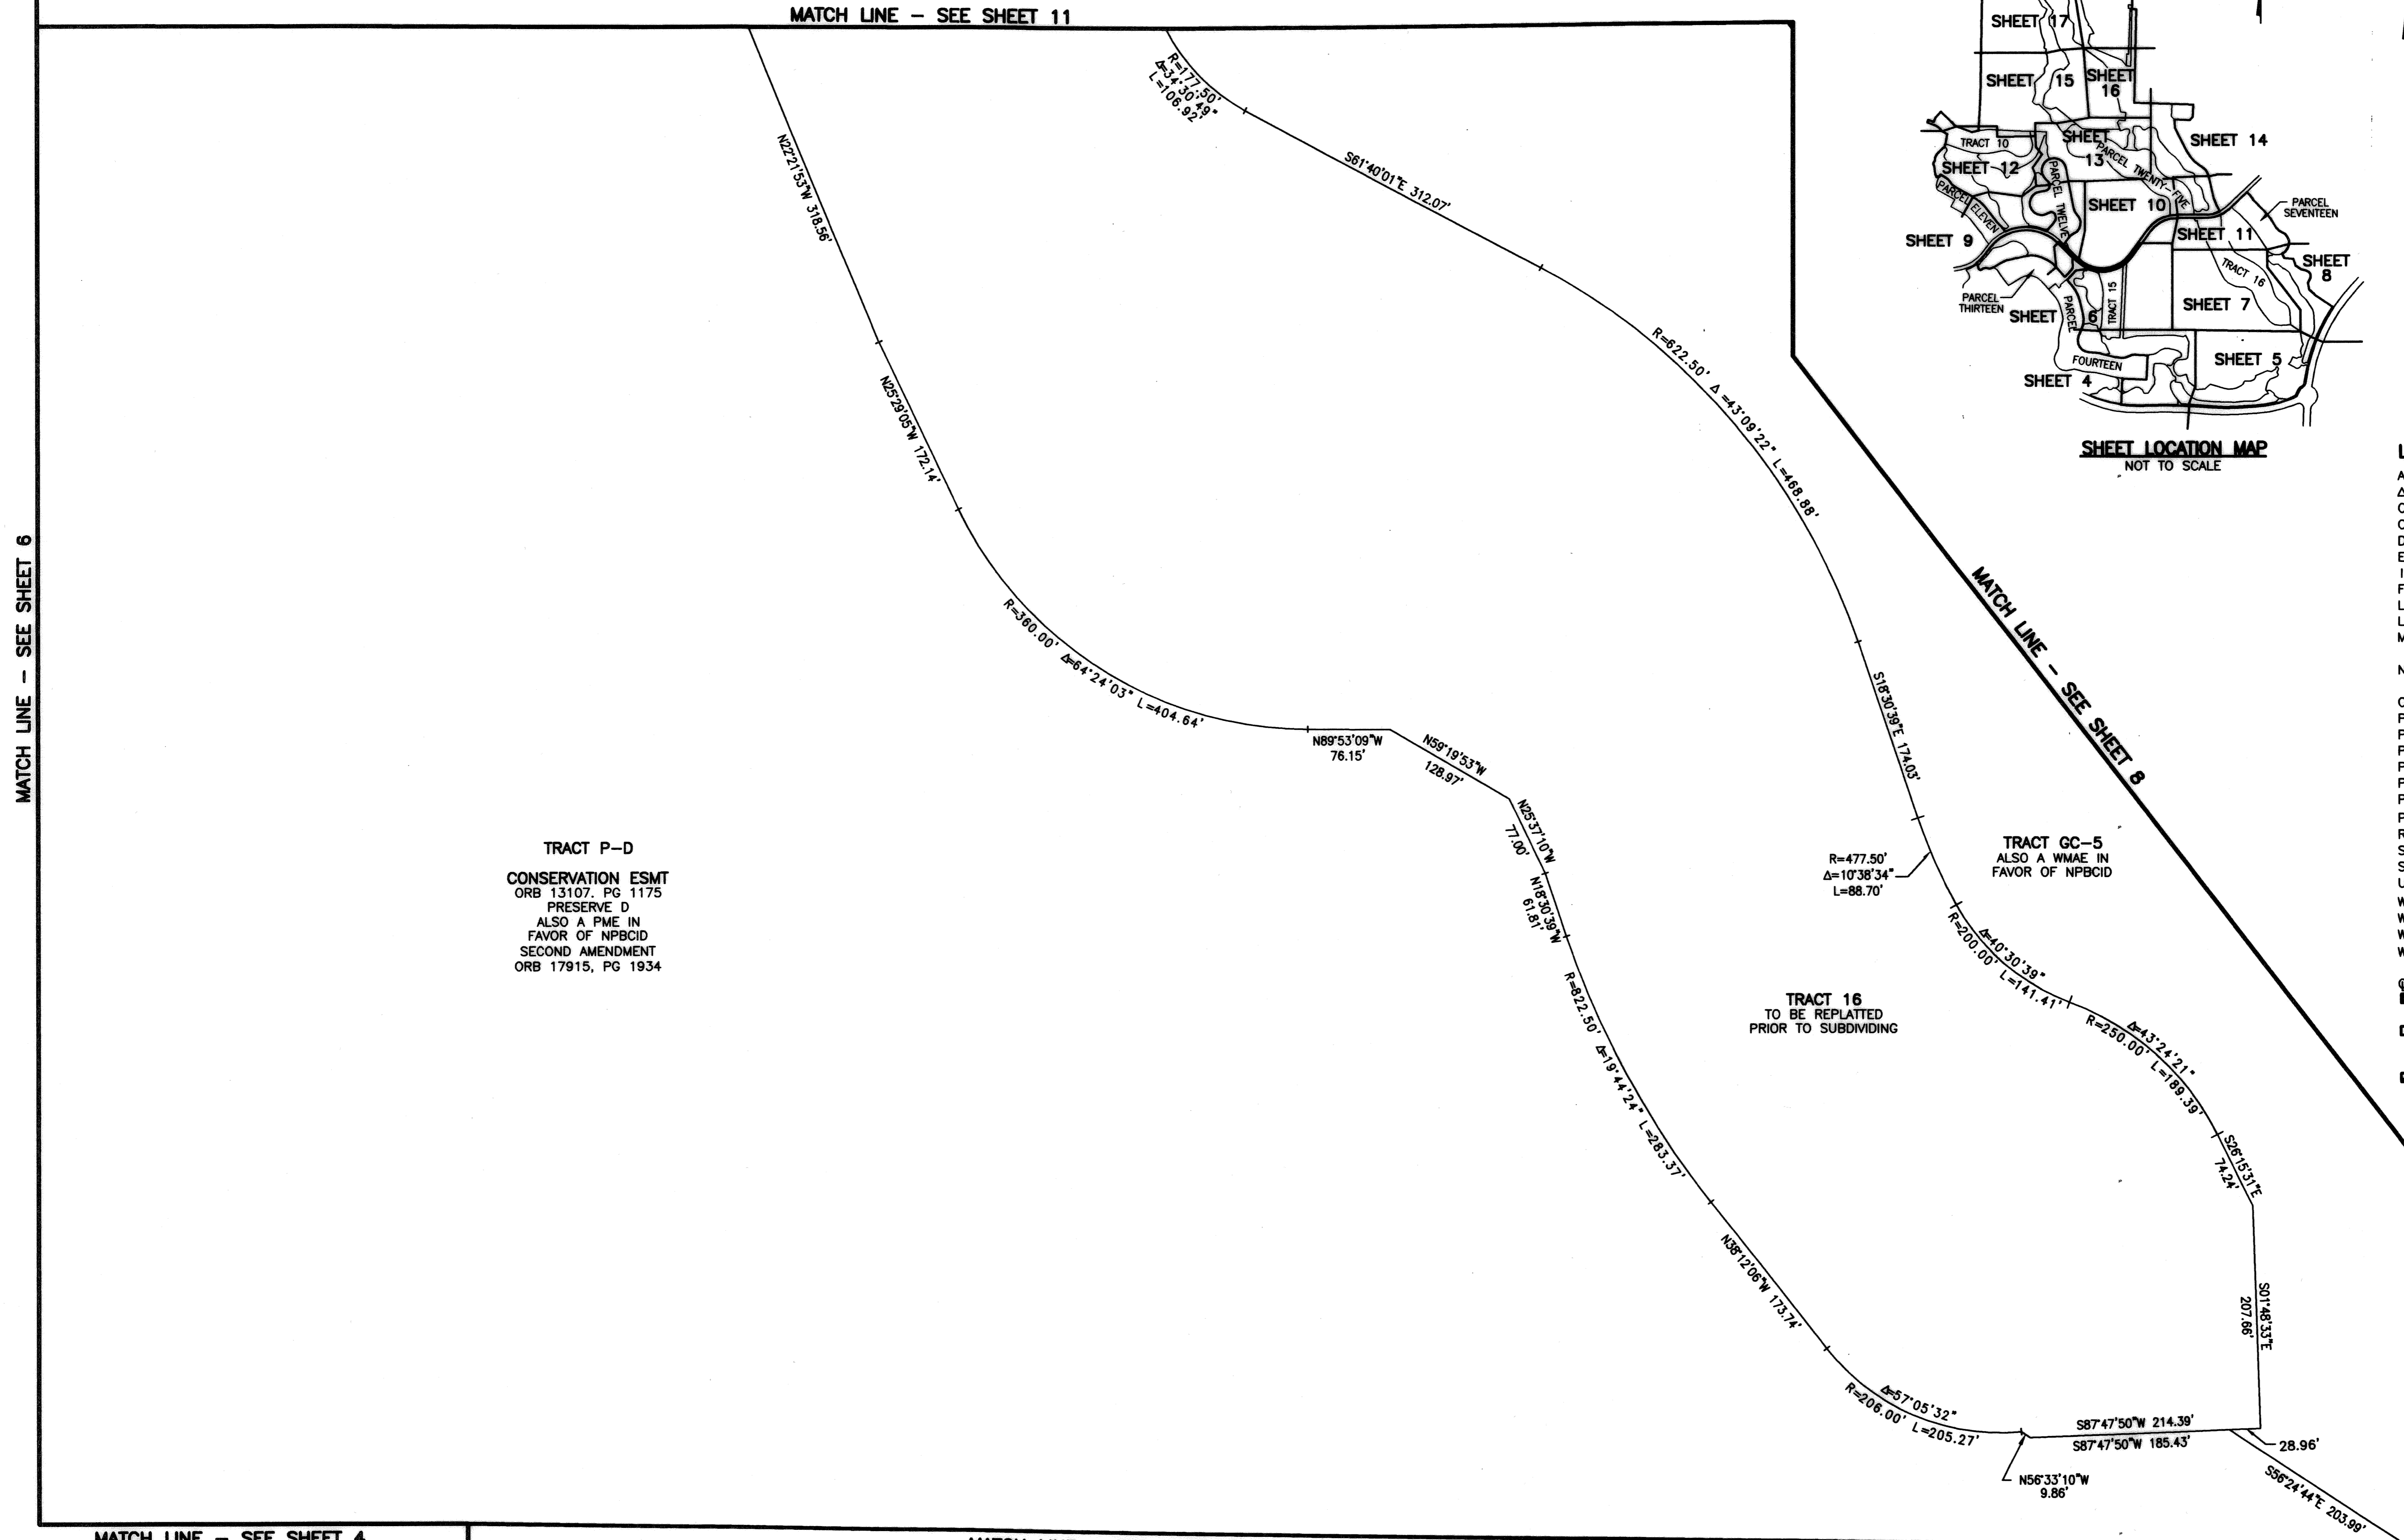 MATCH LINE – SEE SHEET 11
MATCH LINE – SEE SHEET 6
N22°21'53"W 318.56'
R=177.50'
Δ=34°30'49"
L=106.92'
S61°40'01"E 312.07'
N25°29'05"W 172.14'
R=622.50' Δ =43°09'22" L=468.88'
R=360.00' Δ=64°24'03" L=404.64'
N89°53'09"W
76.15'
N59°19'53"W
128.97'
N25°37'10"W
77.00'
N18°30'39"W
61.81'
S18°30'39"E 174.03'
MATCH LINE – SEE SHEET 8
TRACT P–D
CONSERVATION ESMT
ORB 13107. PG 1175
PRESERVE D
ALSO A PME IN
FAVOR OF NPBCID
SECOND AMENDMENT
ORB 17915, PG 1934
R=477.50'
Δ=10°38'34"
L=88.70'
TRACT GC–5
ALSO A WMAE IN
FAVOR OF NPBCID
Δ=40°30'39"
R=200.00' L=141.41'
TRACT 16
TO BE REPLATTED
PRIOR TO SUBDIVIDING
Δ=43°24'21"
R=250.00' L=189.39'
R=822.50' Δ=19°44'24" L=283.37'
S26°15'31"E
74.24'
N38°12'06"W 173.74'
S01°48'33"E
207.66'
Δ=57°05'32"
R=206.00' L=205.27'
S87°47'50"W 214.39'
S87°47'50"W 185.43'
28.96'
N56°33'10"W
9.86'
S56°24'44"E 203.99'
MATCH LINE – SEE SHEET 4
SHEET 17
SHEET 15
SHEET
16
SHEET 14
TRACT 10
SHEET
13
PARCEL TWENTY–FIVE
SHEET 12
PARCEL ELEVEN
PARCEL TWELVE
SHEET 10
PARCEL
SEVENTEEN
SHEET 9
SHEET 11
SHEET
8
TRACT 16
PARCEL
THIRTEEN
SHEET 6
PARCEL
TRACT 15
SHEET 7
FOURTEEN
SHEET 5
SHEET 4
SHEET LOCATION MAP
NOT TO SCALE